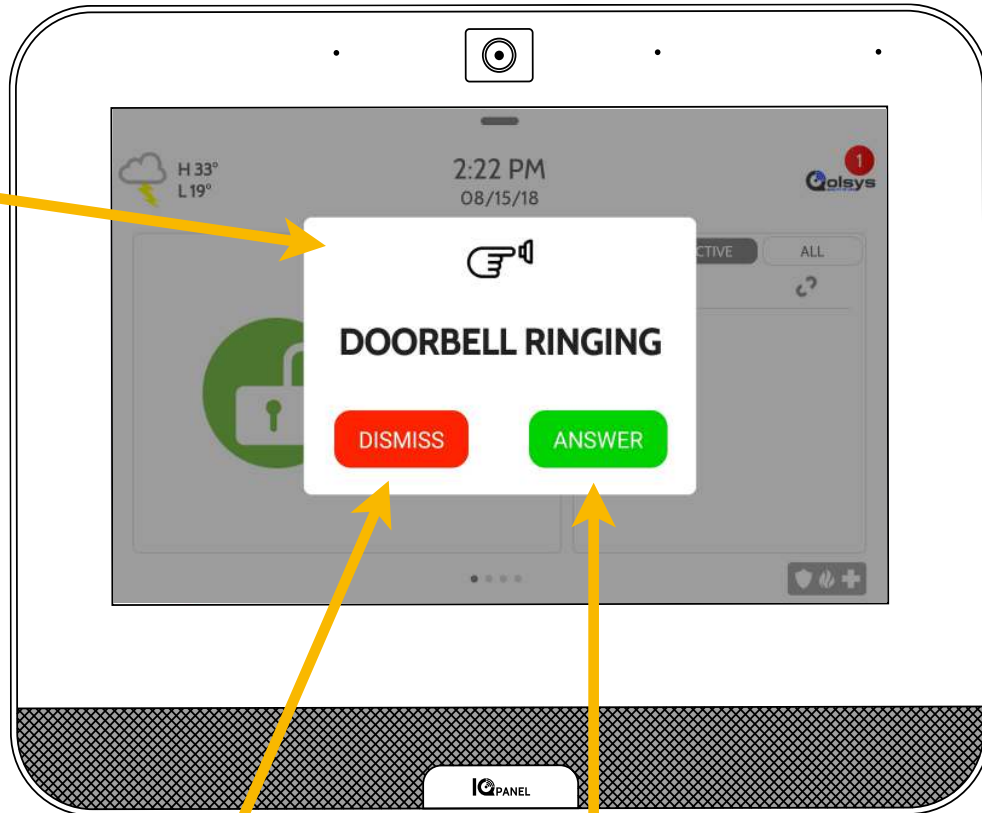 H 33°
L 19°
2:22 PM
08/15/18
1
Qolsys
CTIVE
ALL
DOORBELL RINGING
DISMISS
ANSWER
IQ PANEL